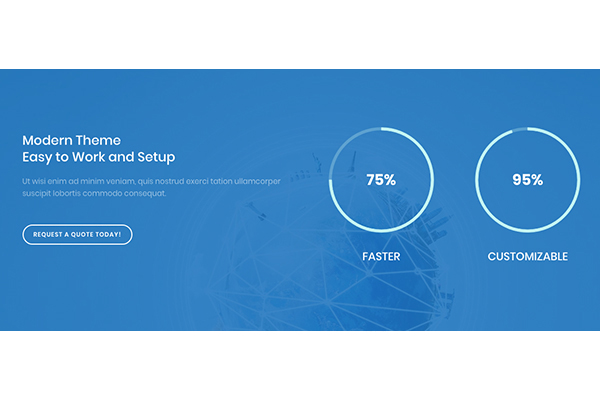 Modern Theme
Easy to Work and Setup
Ut wisi enim ad minim veniam, quis nostrud exerci tation ullamcorper
suscipit lobortis commodo consequat.
REQUEST A QUOTE TODAY!
75%
FASTER
95%
CUSTOMIZABLE